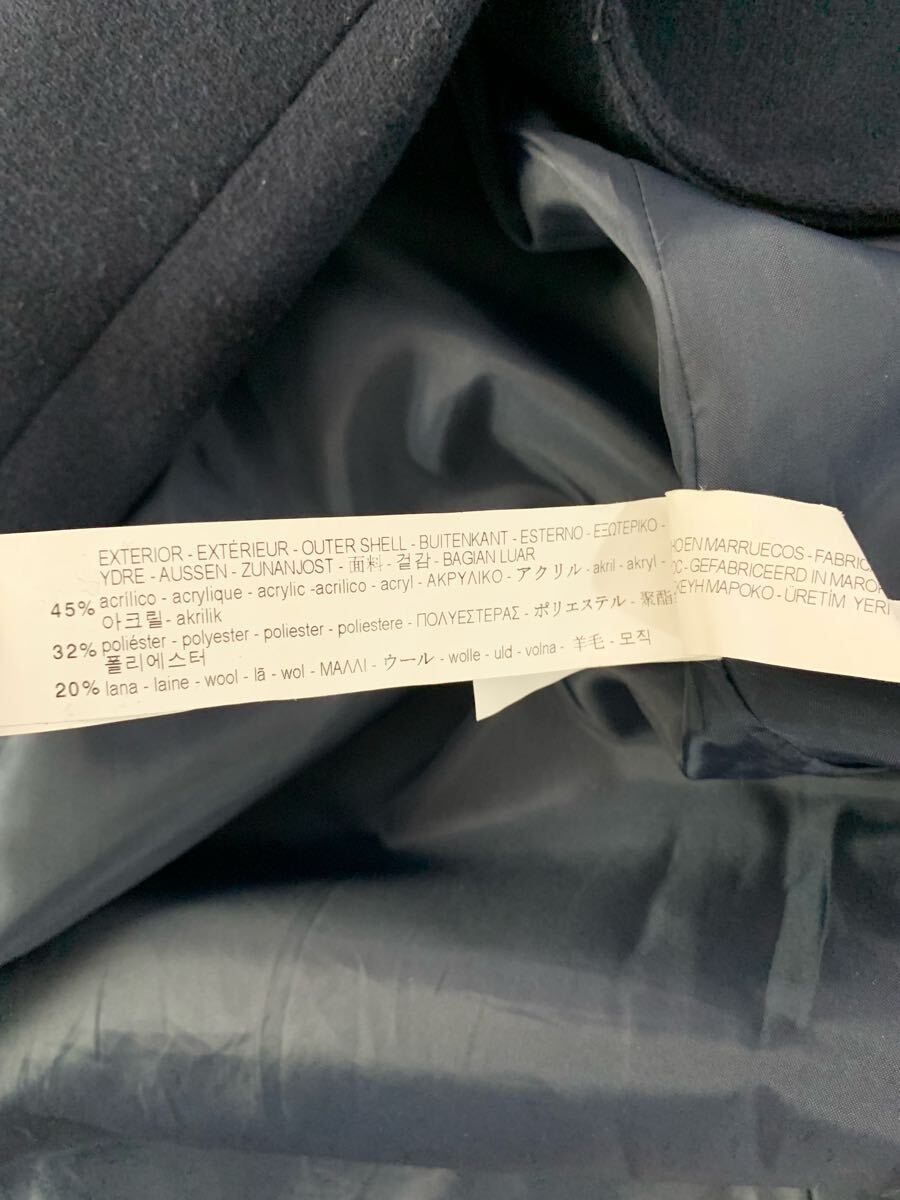 EXTERIOR - EXTÉRIEUR - OUTER SHELL - BUITENKANT - ESTERNO - ΕΞΩΤΕΡΙΚΟ -
YDRE - AUSSEN - ZUNANJOST - 面料 - 겉감 - BAGIAN LUAR
45% acrílico - acrylique - acrylic -acrilico - acryl - ΑΚΡΥΛΙΚΟ - アクリル - akril - akryl -
아크릴 - akrilik
32% poliéster - polyester - poliester - poliestere - ΠΟΛΥΕΣΤΕΡΑΣ - ポリエステル - 聚酯
폴리에스터
20% lana - laine - wool - lã - wol - ΜΑΛΛΙ - ウール - wolle - uld - volna - 羊毛 - 모직
HO EN MARRUECOS - FABRIC
C - GEFABRICEERD IN MAROK
ΚΕΥΗ ΜΑΡΟΚΟ - ÜRETİM YERİ